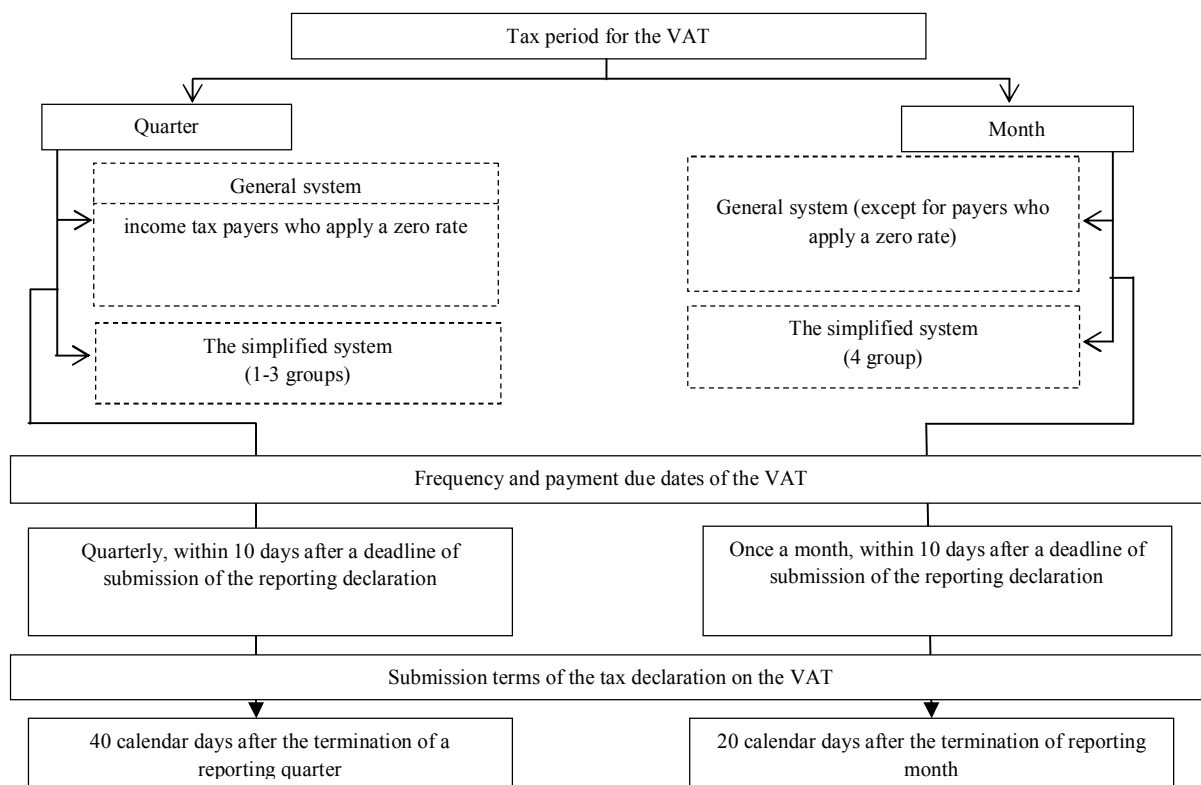 Tax period for the VAT
Quarter
Month
General system
income tax payers who apply a zero rate
General system (except for payers who
apply a zero rate)
The simplified system
(1-3 groups)
The simplified system
(4 group)
Frequency and payment due dates of the VAT
Quarterly, within 10 days after a deadline of
submission of the reporting declaration
Once a month, within 10 days after a deadline of
submission of the reporting declaration
Submission terms of the tax declaration on the VAT
40 calendar days after the termination of a
reporting quarter
20 calendar days after the termination of reporting
month